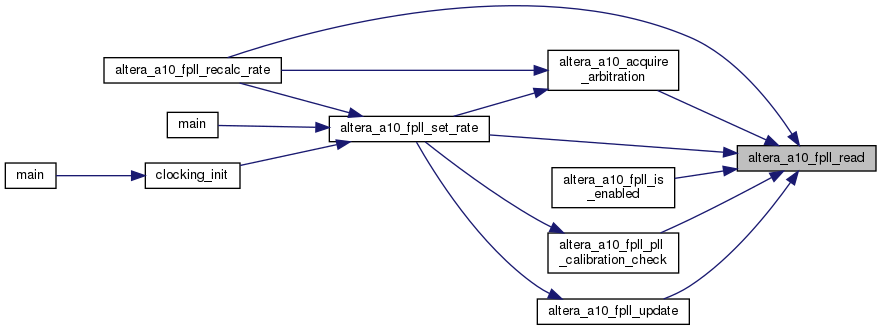 altera_a10_fpll_recalc_rate
altera_a10_acquire
_arbitration
main
altera_a10_fpll_set_rate
altera_a10_fpll_read
main
clocking_init
altera_a10_fpll_is
_enabled
altera_a10_fpll_pll
_calibration_check
altera_a10_fpll_update